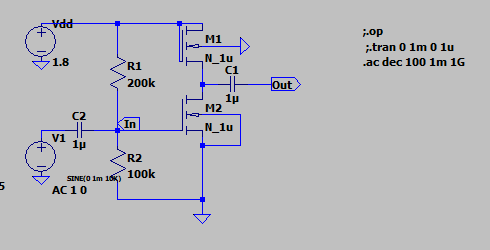 Vdd
;.op
M1
;.tran 0 1m 0 1u
R1
1.8
N_1u
.ac dec 100 1m 1G
200k
C1
Out
1µ
M2
C2
In
V1
1µ
N_1u
R2
5
SINE(0 1m 10K)
100k
AC 1 0